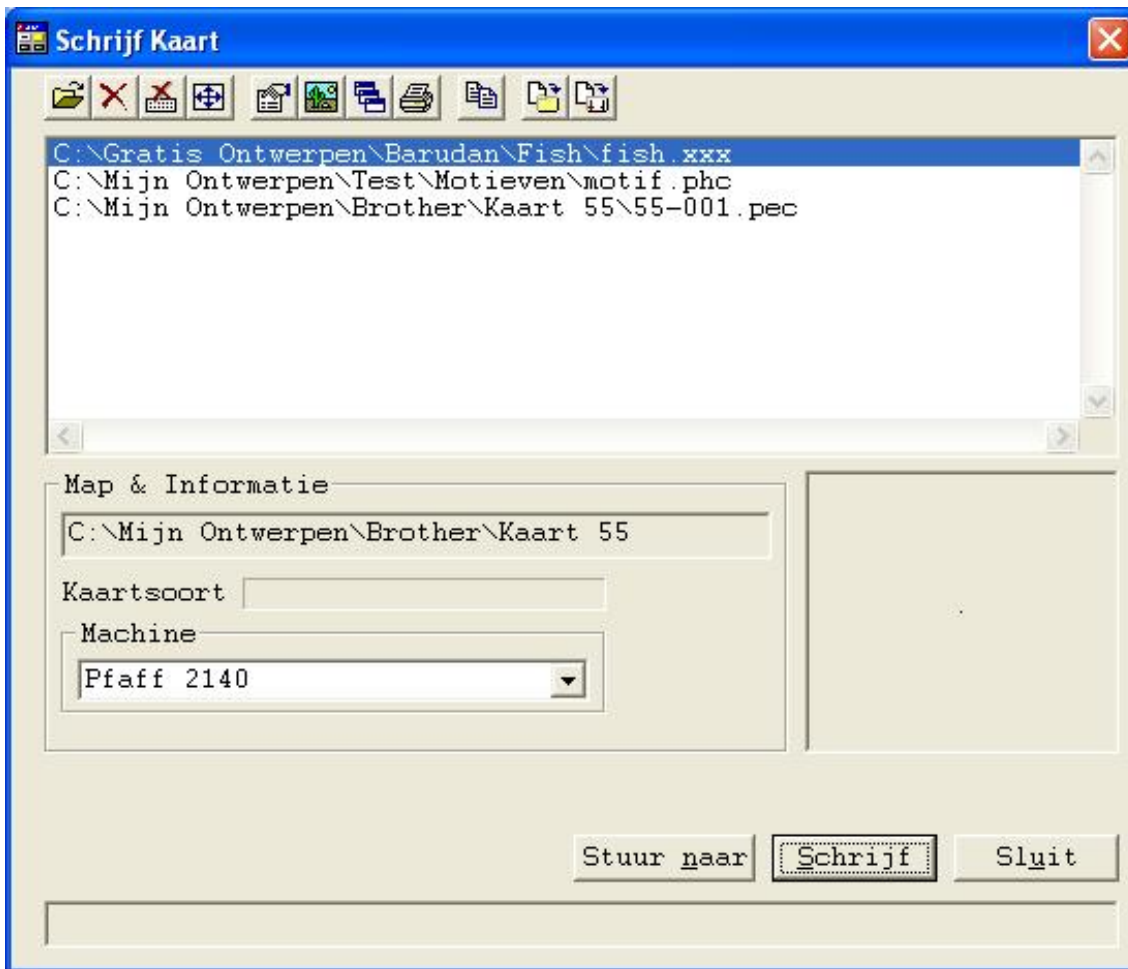 Schrijf Kaart
C:\Gratis Ontwerpen\Barudan\Fish\fish.xxx
C:\Mijn Ontwerpen\Test\Motieven\motif.phc
C:\Mijn Ontwerpen\Brother\Kaart 55\55-001.pec
Map & Informatie
C:\Mijn Ontwerpen\Brother\Kaart 55
Kaartsoort
Machine
Pfaff 2140
Stuur naar Schrijf Sluit